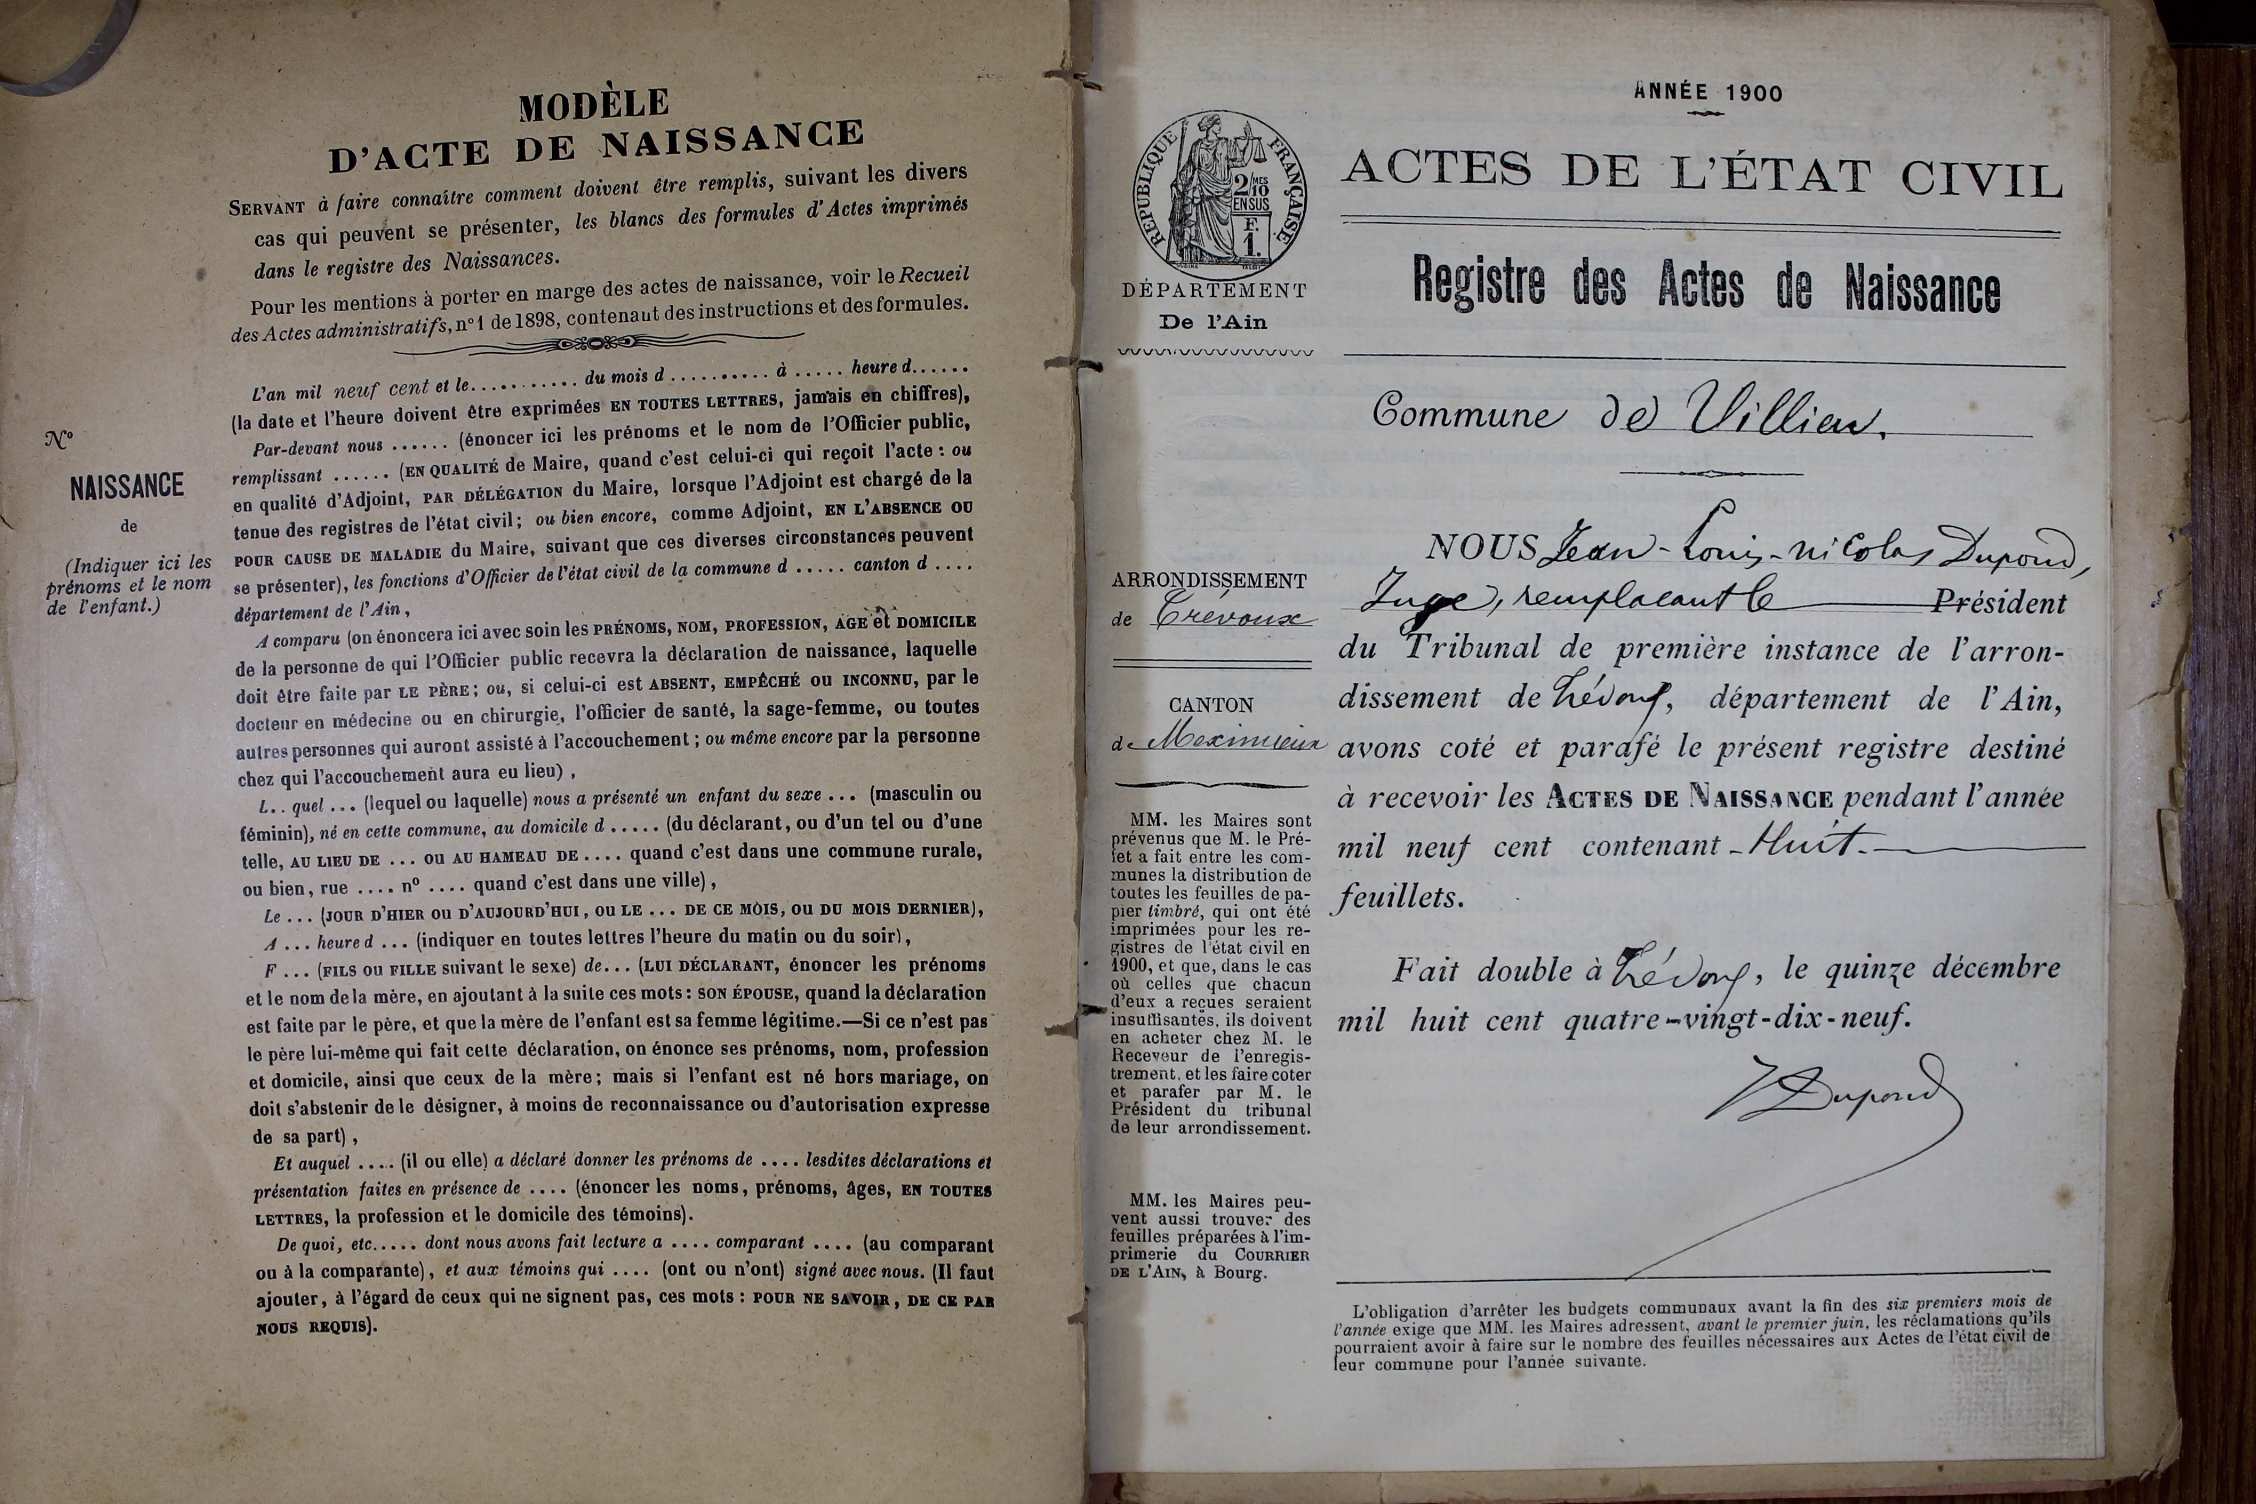 MODÈLE
D'ACTE DE NAISSANCE
SERVANT à faire connaître comment doivent être remplis, suivant les divers
cas qui peuvent se présenter, les blancs des formules d'Actes imprimés
dans le registre des Naissances.
Pour les mentions à porter en marge des actes de naissance, voir le Recueil
des Actes administratifs, n° 1 de 1898, contenant des instructions et des formules.
Nº
NAISSANCE
de
(Indiquer ici les
prénoms et le nom
de l'enfant.)
L'an mil neuf cent et le........... du mois d .......... à ..... heure d......
(la date et l'heure doivent être exprimées EN TOUTES LETTRES, jamais en chiffres),
Par-devant nous ...... (énoncer ici les prénoms et le nom de l'Officier public,
remplissant ...... (EN QUALITÉ de Maire, quand c'est celui-ci qui reçoit l'acte : ou
en qualité d'Adjoint, PAR DÉLÉGATION du Maire, lorsque l'Adjoint est chargé de la
tenue des registres de l'état civil; ou bien encore, comme Adjoint, EN L'ABSENCE OU
POUR CAUSE DE MALADIE du Maire, suivant que ces diverses circonstances peuvent
se présenter), les fonctions d'Officier de l'état civil de la commune d ..... canton d ....
département de l'Ain,
A comparu (on énoncera ici avec soin les PRÉNOMS, NOM, PROFESSION, AGE et DOMICILE
de la personne de qui l'Officier public recevra la déclaration de naissance, laquelle
doit être faite par LE PÈRE; ou, si celui-ci est ABSENT, EMPÊCHÉ OU INCONNU, par le
docteur en médecine ou en chirurgie, l'officier de santé, la sage-femme, ou toutes
autres personnes qui auront assisté à l'accouchement; ou même encore par la personne
chez qui l'accouchement aura eu lieu),
L.. quel ... (lequel ou laquelle) nous a présenté un enfant du sexe ... (masculin ou
féminin), né en cette commune, au domicile d ..... (du déclarant, ou d'un tel ou d'une
telle, AU LIEU DE ... OU AU HAMEAU DE .... quand c'est dans une commune rurale,
ou bien, rue .... nº .... quand c'est dans une ville),
Le ... (JOUR D'HIER OU D'AUJOURD'HUI, OU LE ... DE CE MOIS, OU DU MOIS DERNIER),
A ... heure d ... (indiquer en toutes lettres l'heure du matin ou du soir),
F ... (FILS OU FILLE suivant le sexe) de... (LUI DÉCLARANT, énoncer les prénoms
et le nom de la mère, en ajoutant à la suite ces mots : SON ÉPOUSE, quand la déclaration
est faite par le père, et que la mère de l'enfant est sa femme légitime.—Si ce n'est pas
le père lui-même qui fait cette déclaration, on énonce ses prénoms, nom, profession
et domicile, ainsi que ceux de la mère; mais si l'enfant est né hors mariage, on
doit s'abstenir de le désigner, à moins de reconnaissance ou d'autorisation expresse
de sa part),
Et auquel .... (il ou elle) a déclaré donner les prénoms de .... lesdites déclarations et
présentation faites en présence de .... (énoncer les noms, prénoms, âges, EN TOUTES
LETTRES, la profession et le domicile des témoins).
De quoi, etc..... dont nous avons fait lecture a .... comparant .... (au comparant
ou à la comparante), et aux témoins qui .... (ont ou n'ont) signé avec nous. (Il faut
ajouter, à l'égard de ceux qui ne signent pas, ces mots : POUR NE SAVOIR, DE CE PAR
NOUS REQUIS).
ANNÉE 1900
RÉPUBLIQUE FRANÇAISE
2/10 MES
EN SUS
F.
1.
DÉPARTEMENT
De l'Ain
ACTES DE L'ÉTAT CIVIL
Registre des Actes de Naissance
Commune de Villieu.
ARRONDISSEMENT
de Trévoux
CANTON
de Meximieux
MM. les Maires sont
prévenus que M. le Pré-
fet a fait entre les com-
munes la distribution de
toutes les feuilles de pa-
pier timbré, qui ont été
imprimées pour les re-
gistres de l'état civil en
1900, et que, dans le cas
où celles que chacun
d'eux a reçues seraient
insuffisantes, ils doivent
en acheter chez M. le
Receveur de l'enregis-
trement, et les faire coter
et parafer par M. le
Président du tribunal
de leur arrondissement.
MM. les Maires peu-
vent aussi trouver des
feuilles préparées à l'im-
primerie du COURRIER
DE L'AIN, à Bourg.
NOUS Jean-Louis-nicolas Dupond,
Juge, remplacant le Président
du Tribunal de première instance de l'arron-
dissement de Trévoux, département de l'Ain,
avons coté et parafé le présent registre destiné
à recevoir les ACTES DE NAISSANCE pendant l'année
mil neuf cent contenant - Huit.
feuillets.
Fait double à Trévoux, le quinze décembre
mil huit cent quatre-vingt-dix-neuf.
Dupond
L'obligation d'arrêter les budgets communaux avant la fin des six premiers mois de
l'année exige que MM. les Maires adressent, avant le premier juin, les réclamations qu'ils
pourraient avoir à faire sur le nombre des feuilles nécessaires aux Actes de l'état civil de
leur commune pour l'année suivante.